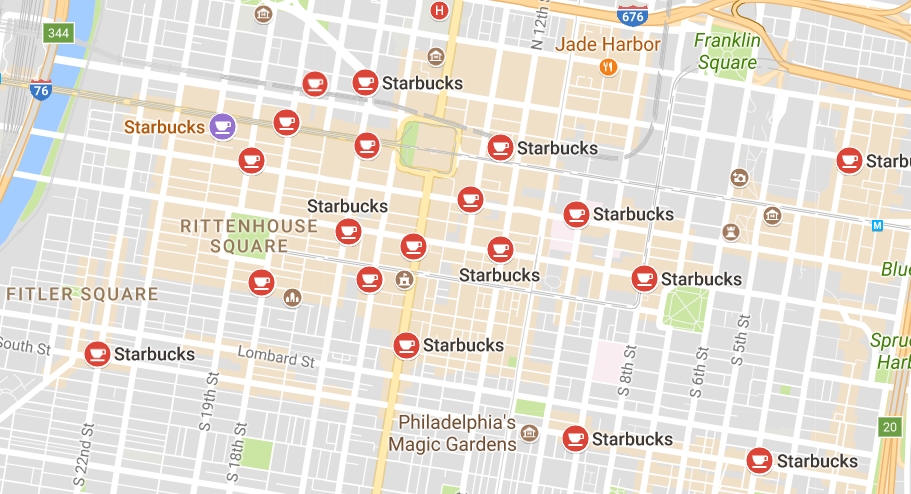 H
676
344
N 12th S
Jade Harbor
Franklin
Square
76
Starbucks
Starbucks
Starbucks
Starb
Starbucks
Starbucks
RITTENHOUSE
SQUARE
M
Starbucks
Starbucks
Blue
FITLER SQUARE
South St
Starbucks
Starbucks
Lombard St
S 8th St
S 6th St
S 5th St
Spru
Harb
S 19th St
S 18th St
S 22nd St
Philadelphia's
Magic Gardens
Starbucks
Starbucks
20